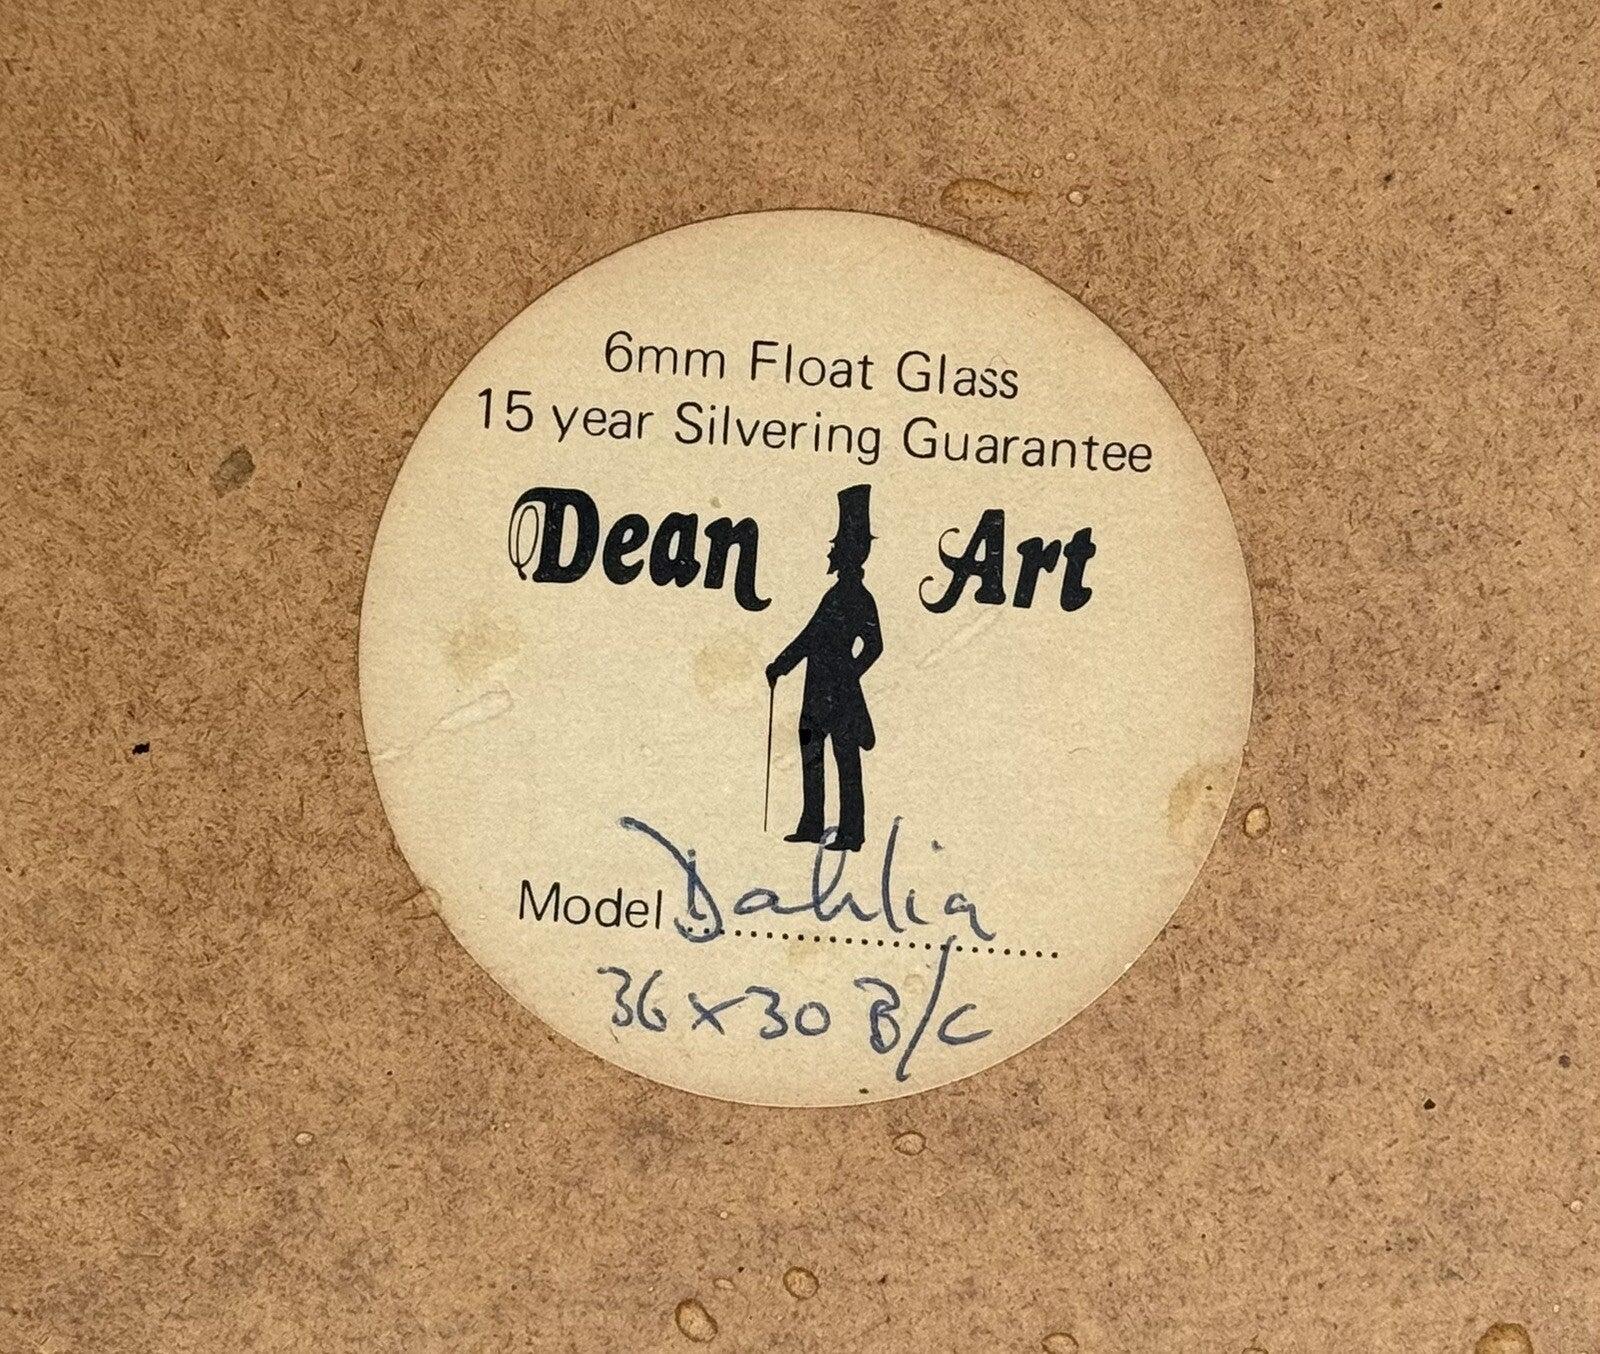 6mm Float Glass
15 year Silvering Guarantee
Dean Art
Model Dahlia
36 x 30 B/C